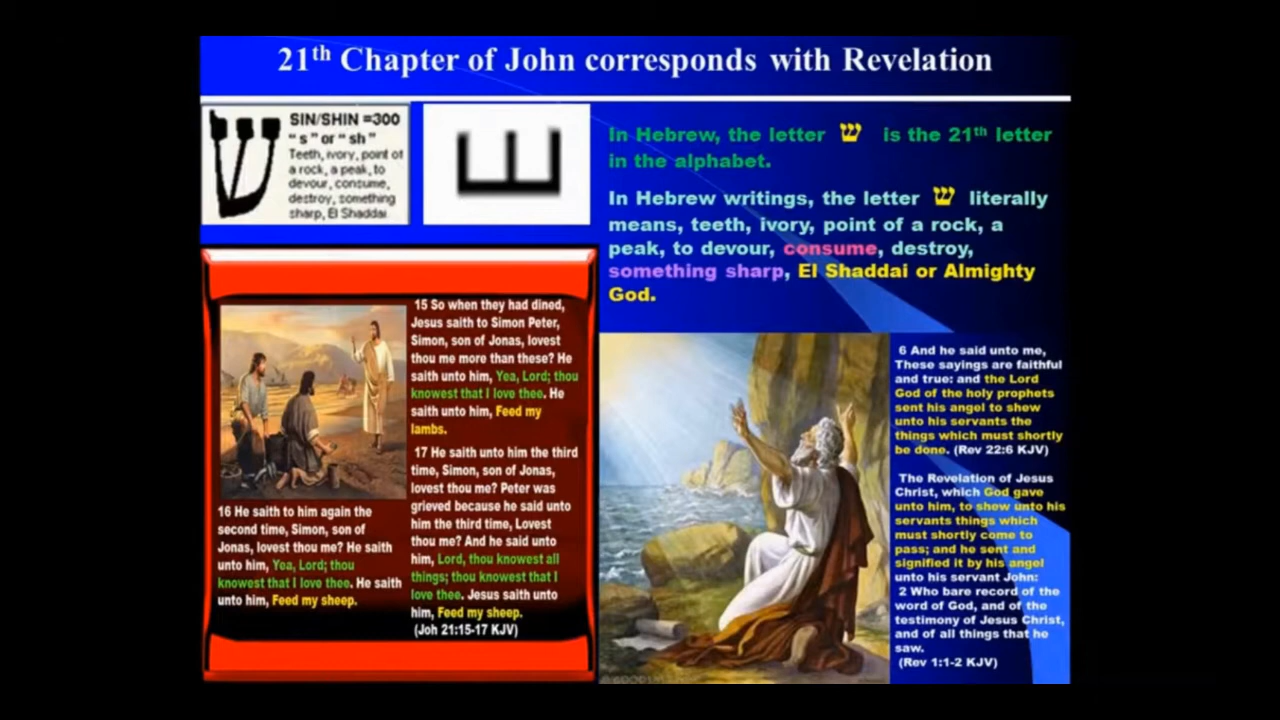 21th Chapter of John corresponds with Revelation
ש
SIN/SHIN =300
"s" or "sh"
Teeth, ivory, point of
a rock, a peak, to
devour, consume,
destroy, something
sharp, El Shaddai
In Hebrew, the letter ש is the 21th letter
in the alphabet.
In Hebrew writings, the letter ש literally
means, teeth, ivory, point of a rock, a
peak, to devour, consume, destroy,
something sharp, El Shaddai or Almighty
God.
15 So when they had dined,
Jesus saith to Simon Peter,
Simon, son of Jonas, lovest
thou me more than these? He
saith unto him, Yea, Lord; thou
knowest that I love thee. He
saith unto him, Feed my
lambs.
16 He saith to him again the
second time, Simon, son of
Jonas, lovest thou me? He saith
unto him, Yea, Lord; thou
knowest that I love thee. He saith
unto him, Feed my sheep.
17 He saith unto him the third
time, Simon, son of Jonas,
lovest thou me? Peter was
grieved because he said unto
him the third time, Lovest
thou me? And he said unto
him, Lord, thou knowest all
things; thou knowest that I
love thee. Jesus saith unto
him, Feed my sheep.
(Joh 21:15-17 KJV)
6 And he said unto me,
These sayings are faithful
and true: and the Lord
God of the holy prophets
sent his angel to shew
unto his servants the
things which must shortly
be done. (Rev 22:6 KJV)
The Revelation of Jesus
Christ, which God gave
unto him, to shew unto his
servants things which
must shortly come to
pass; and he sent and
signified it by his angel
unto his servant John:
2 Who bare record of the
word of God, and of the
testimony of Jesus Christ,
and of all things that he
saw.
(Rev 1:1-2 KJV)